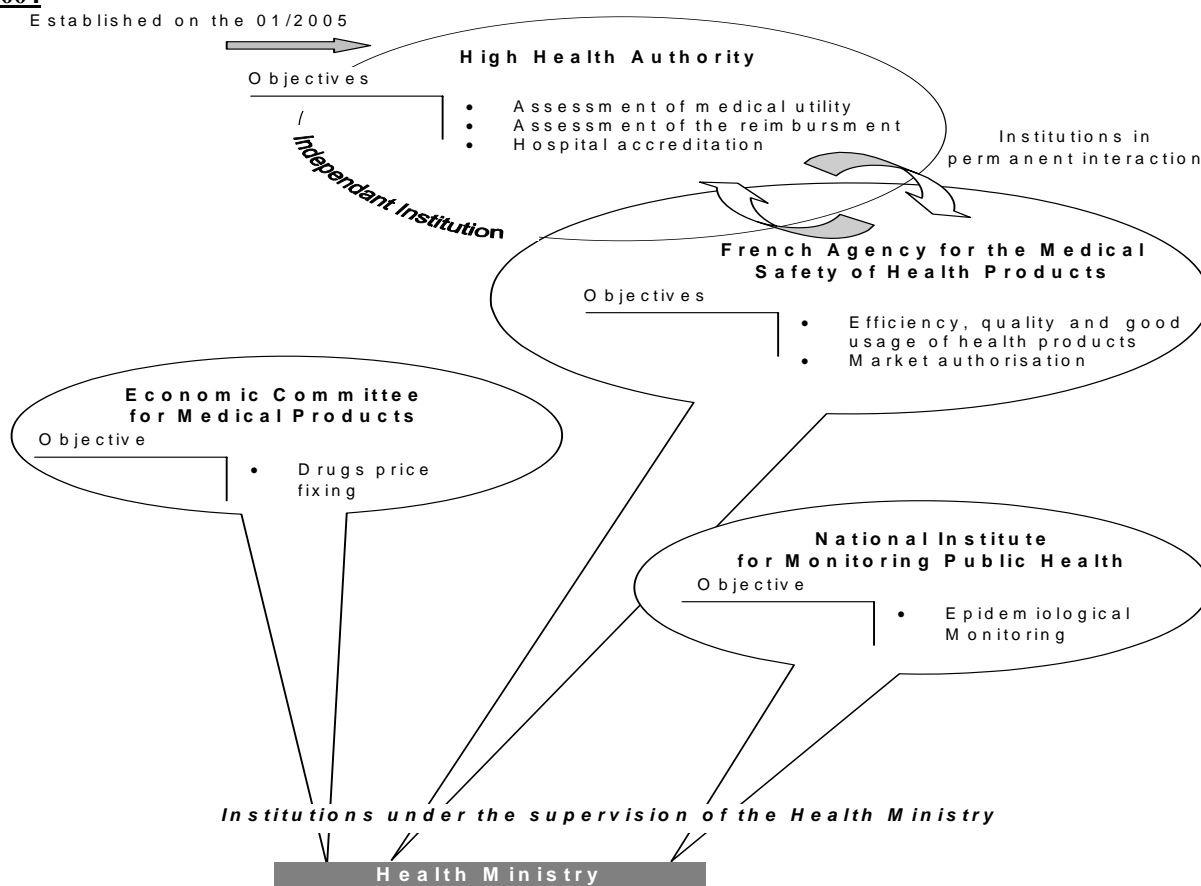 Established on the 01/2005
High Health Authority
Objectives
• Assessment of medical utility
• Assessment of the reimbursment
• Hospital accreditation
Independant Institution
Institutions in
permanent interaction
French Agency for the Medical
Safety of Health Products
Objectives
• Efficiency, quality and good
usage of health products
• Market authorisation
Economic Committee
for Medical Products
Objective
• Drugs price
fixing
National Institute
for Monitoring Public Health
Objective
• Epidemiological
Monitoring
Institutions under the supervision of the Health Ministry
Health Ministry